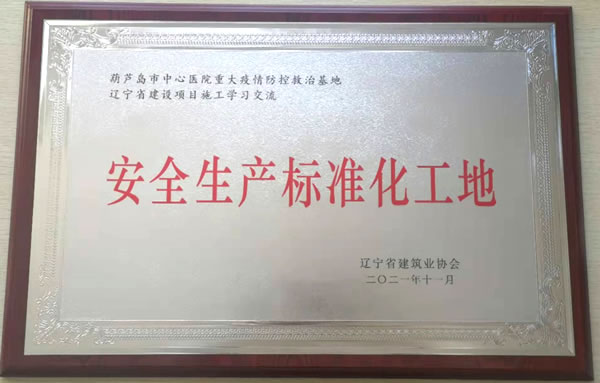 葫芦岛市中心医院重大疫情防控救治基地
辽宁省建设项目施工学习交流
安全生产标准化工地
辽宁省建筑业协会
二〇二一年十一月